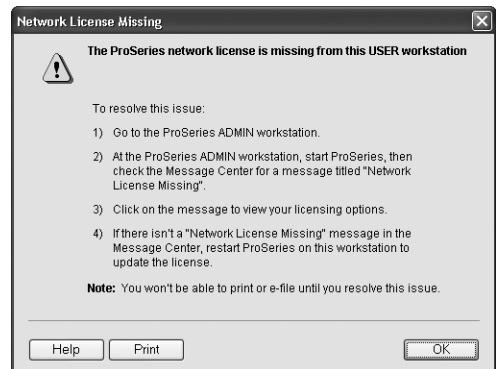 Network License Missing
The ProSeries network license is missing from this USER workstation
To resolve this issue:
1) Go to the ProSeries ADMIN workstation.
2) At the ProSeries ADMIN workstation, start ProSeries, then
check the Message Center for a message titled "Network
License Missing".
3) Click on the message to view your licensing options.
4) If there isn't a "Network License Missing" message in the
Message Center, restart ProSeries on this workstation to
update the license.
Note: You won't be able to print or e-file until you resolve this issue.
Help Print OK